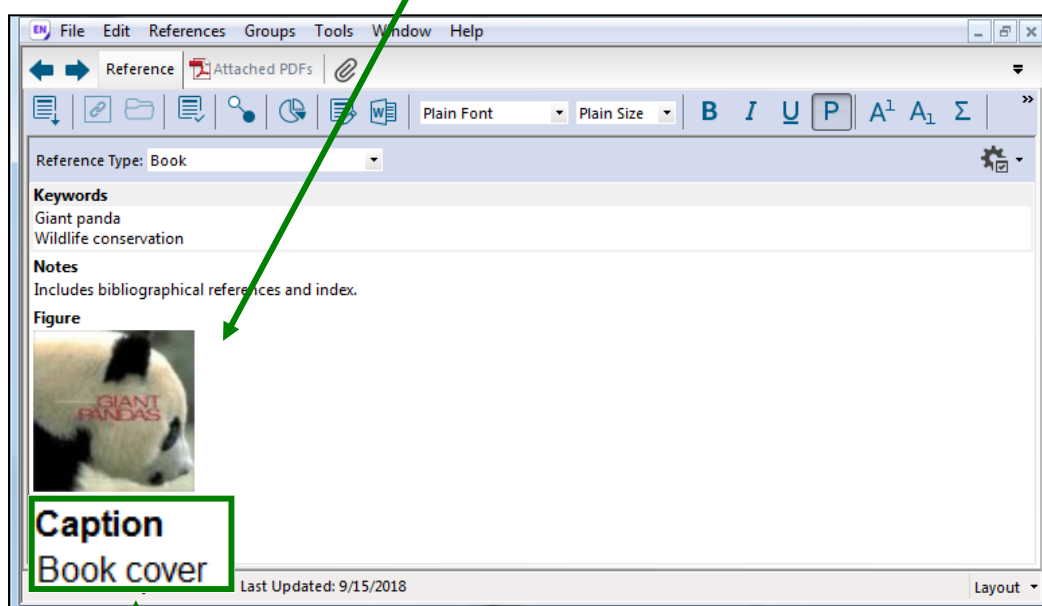 EN File Edit References Groups Tools Window Help
Reference Attached PDFs
Plain Font Plain Size B I U P A1 A1 Σ »
Reference Type: Book
Keywords
Giant panda
Wildlife conservation
Notes
Includes bibliographical references and index.
Figure
GIANT
PANDAS
Caption
Book cover
Last Updated: 9/15/2018 Layout